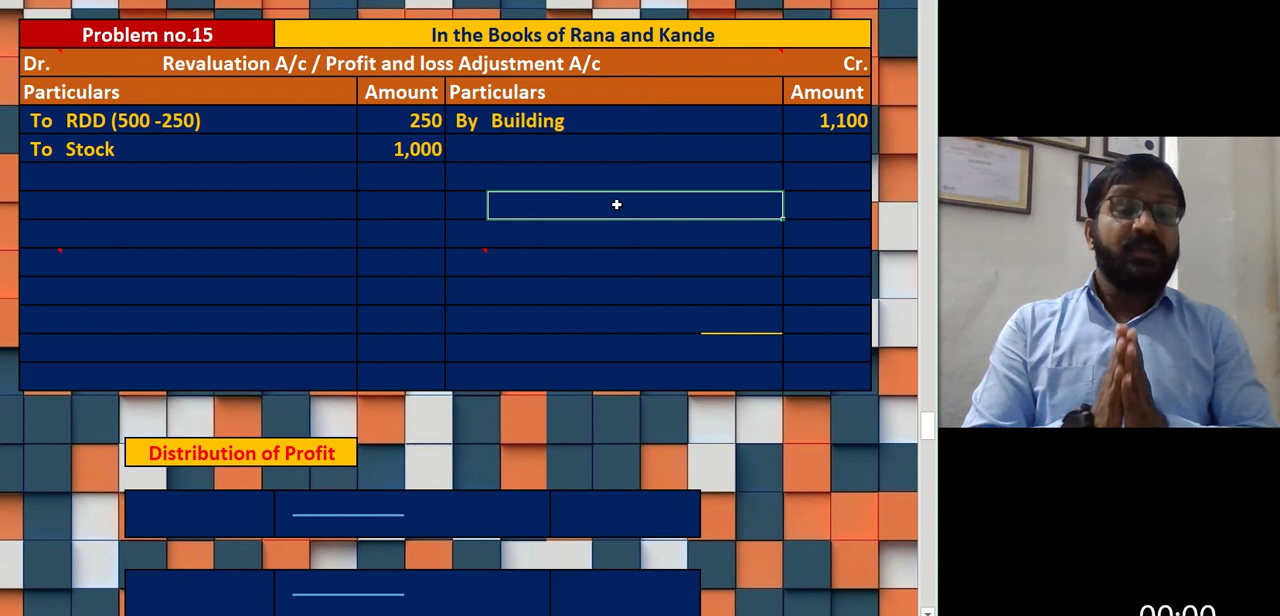 Problem no.15 In the Books of Rana and Kande
Dr. Revaluation A/c / Profit and loss Adjustment A/c Cr.
Particulars Amount Particulars Amount
To RDD (500 -250) 250 By Building 1,100
To Stock 1,000
Distribution of Profit
00:00